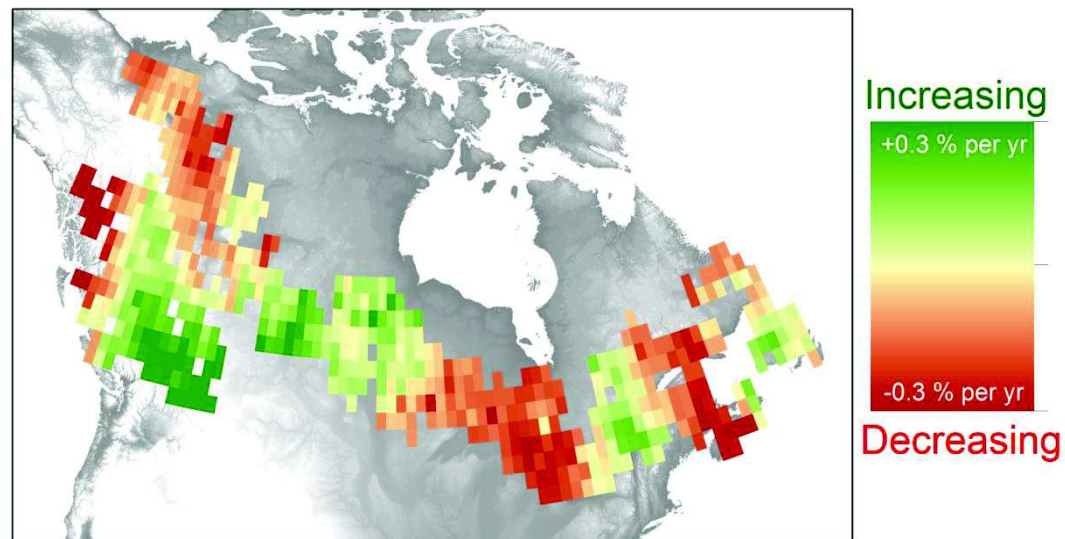 Increasing
+0.3 % per yr
-0.3 % per yr
Decreasing